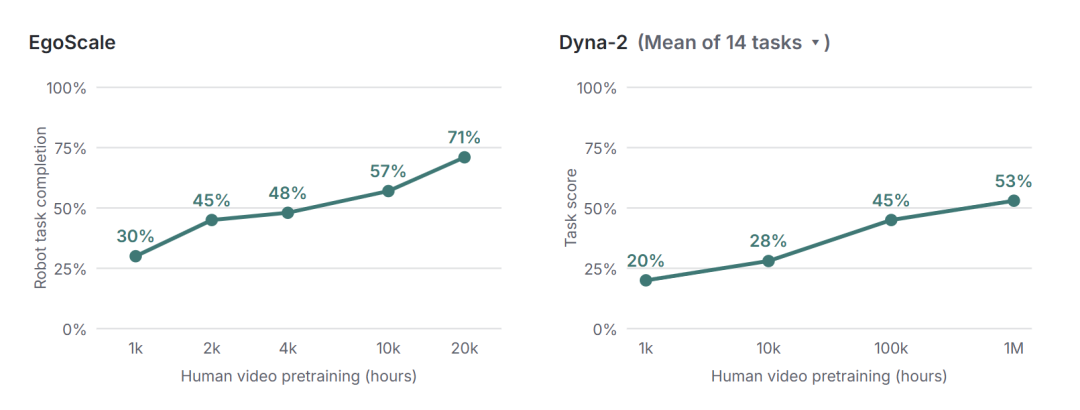 EgoScale
Robot task completion
100%
75%
50%
25%
0%
30%
45%
48%
57%
71%
1k
2k
4k
10k
20k
Human video pretraining (hours)
Dyna-2 (Mean of 14 tasks ▾)
Task score
100%
75%
50%
25%
0%
20%
28%
45%
53%
1k
10k
100k
1M
Human video pretraining (hours)